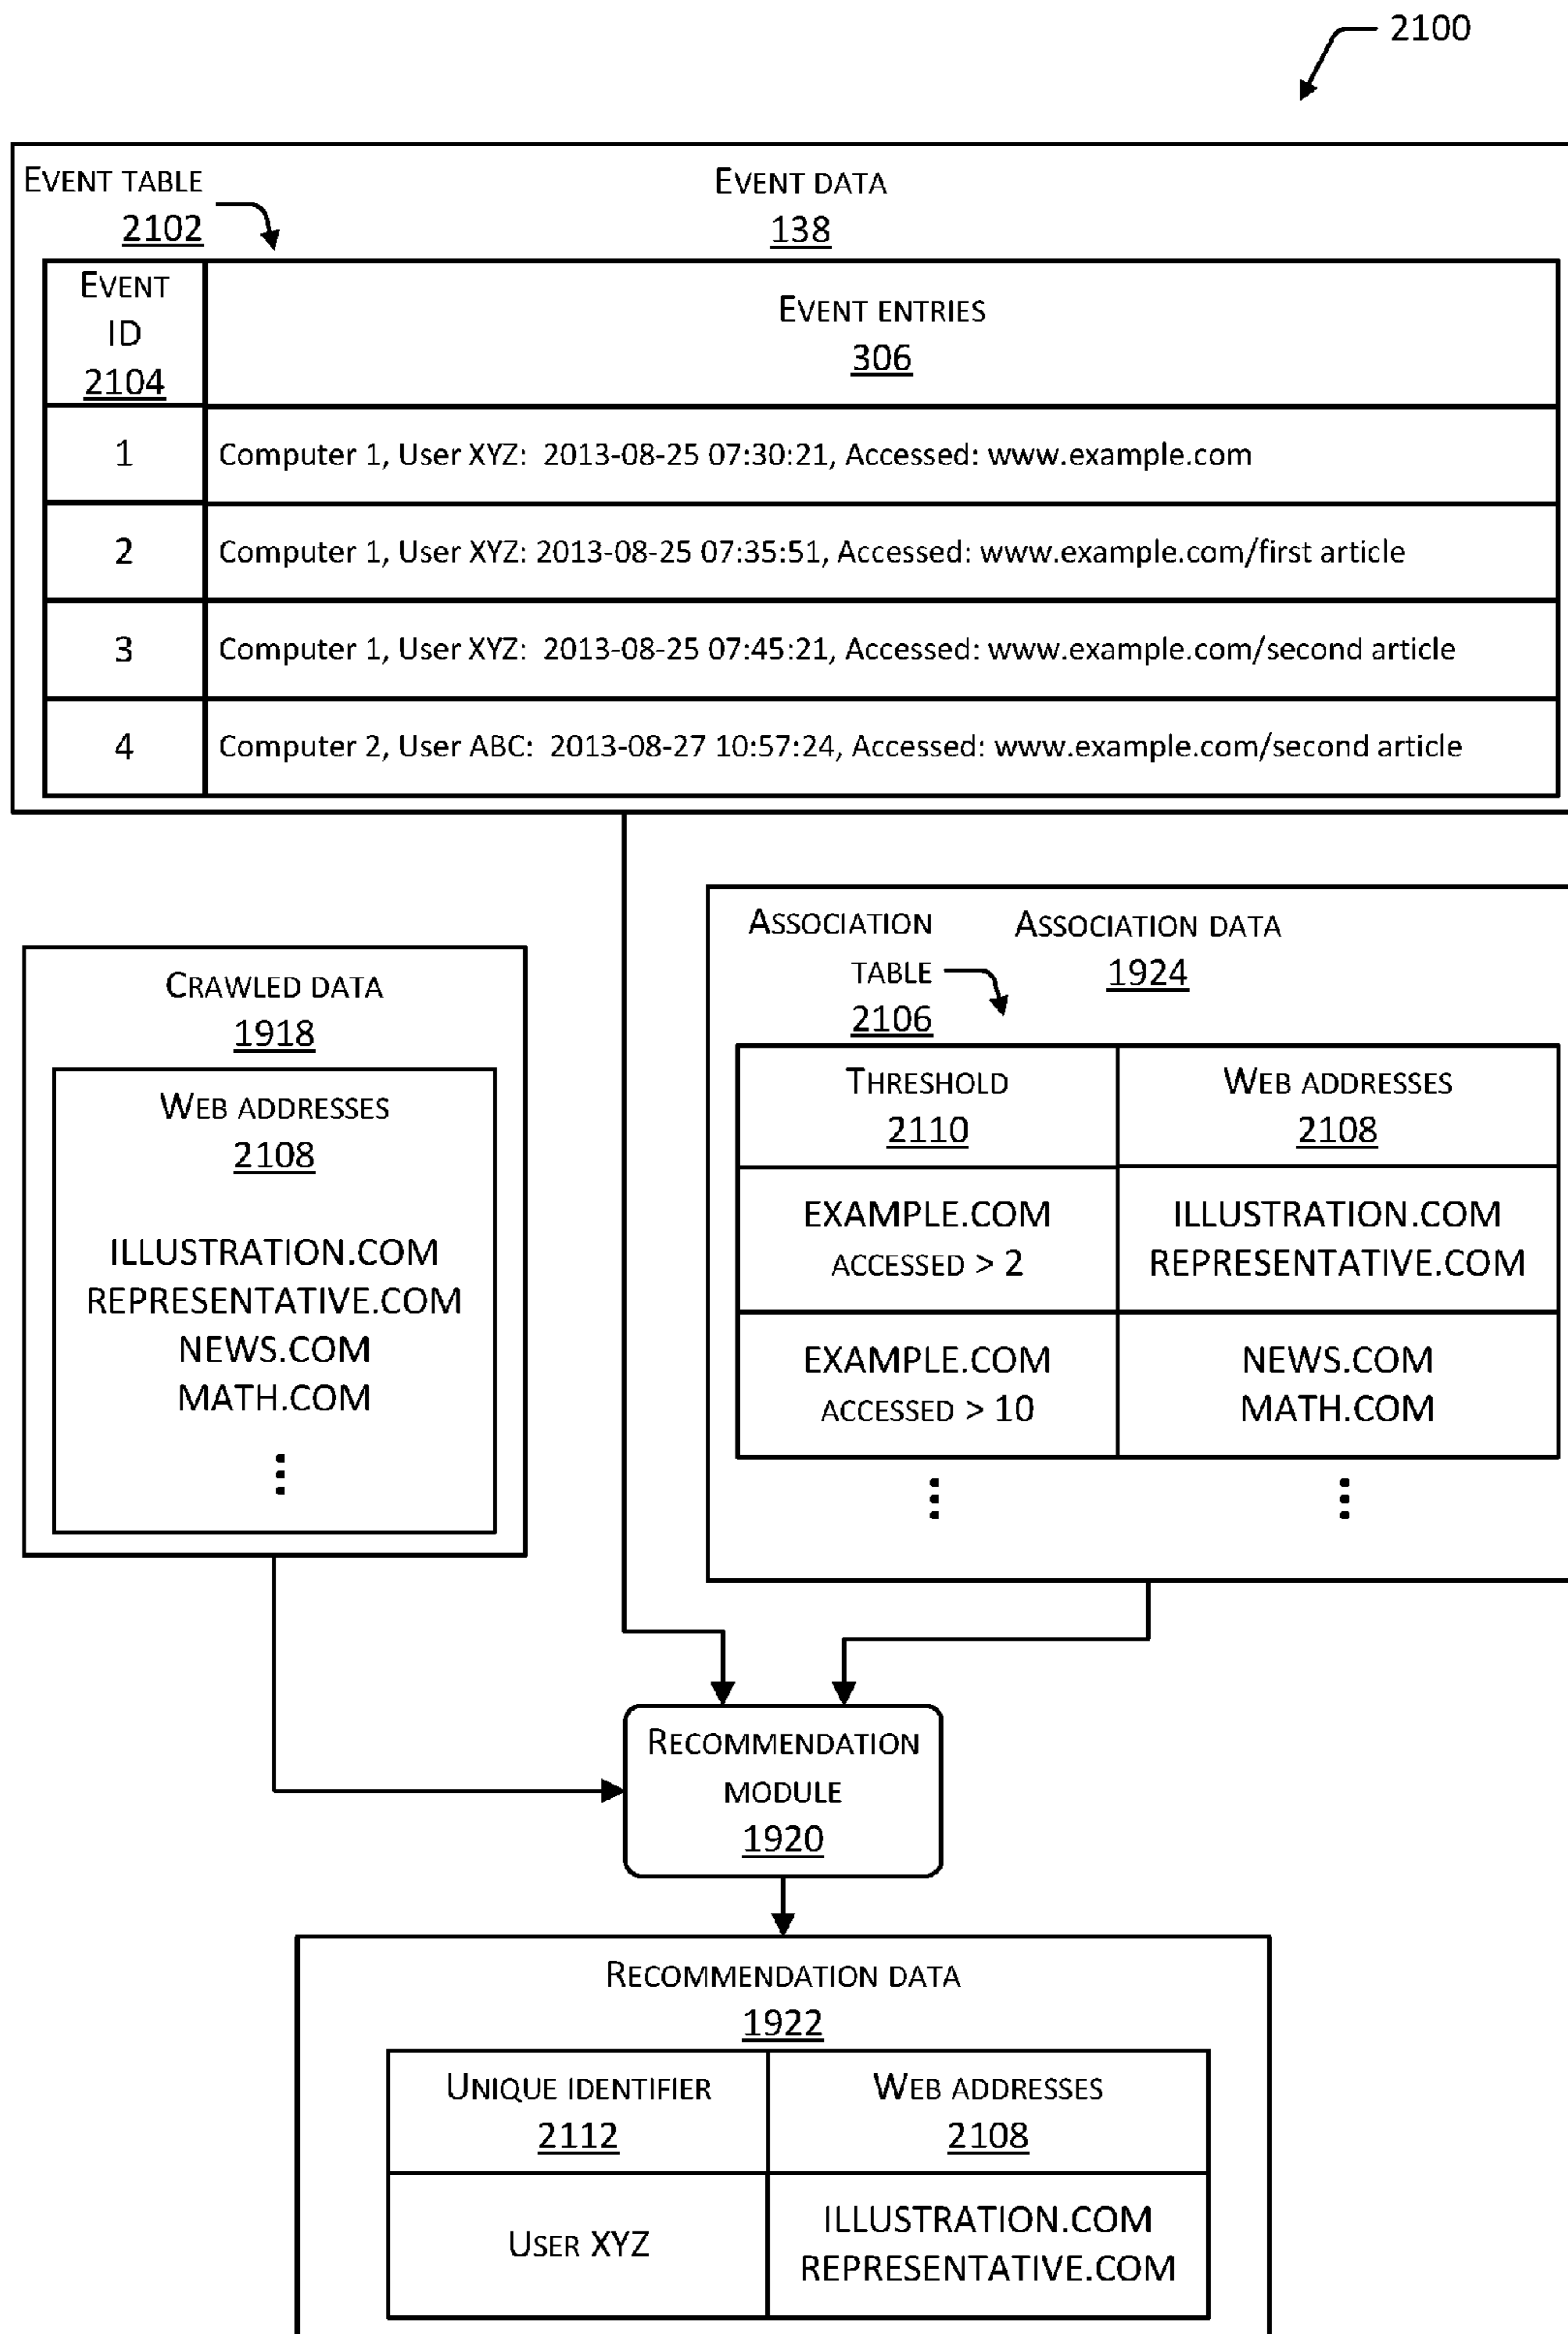 2100
EVENT TABLE
2102
EVENT DATA
138
EVENT
ID
2104
EVENT ENTRIES
306
1
Computer 1, User XYZ:  2013-08-25 07:30:21, Accessed: www.example.com
2
Computer 1, User XYZ: 2013-08-25 07:35:51, Accessed: www.example.com/first article
3
Computer 1, User XYZ:  2013-08-25 07:45:21, Accessed: www.example.com/second article
4
Computer 2, User ABC:  2013-08-27 10:57:24, Accessed: www.example.com/second article
CRAWLED DATA
1918
WEB ADDRESSES
2108
ILLUSTRATION.COM
REPRESENTATIVE.COM
NEWS.COM
MATH.COM
ASSOCIATION
TABLE
2106
ASSOCIATION DATA
1924
THRESHOLD
2110
WEB ADDRESSES
2108
EXAMPLE.COM
ACCESSED > 2
ILLUSTRATION.COM
REPRESENTATIVE.COM
EXAMPLE.COM
ACCESSED > 10
NEWS.COM
MATH.COM
RECOMMENDATION
MODULE
1920
RECOMMENDATION DATA
1922
UNIQUE IDENTIFIER
2112
WEB ADDRESSES
2108
USER XYZ
ILLUSTRATION.COM
REPRESENTATIVE.COM